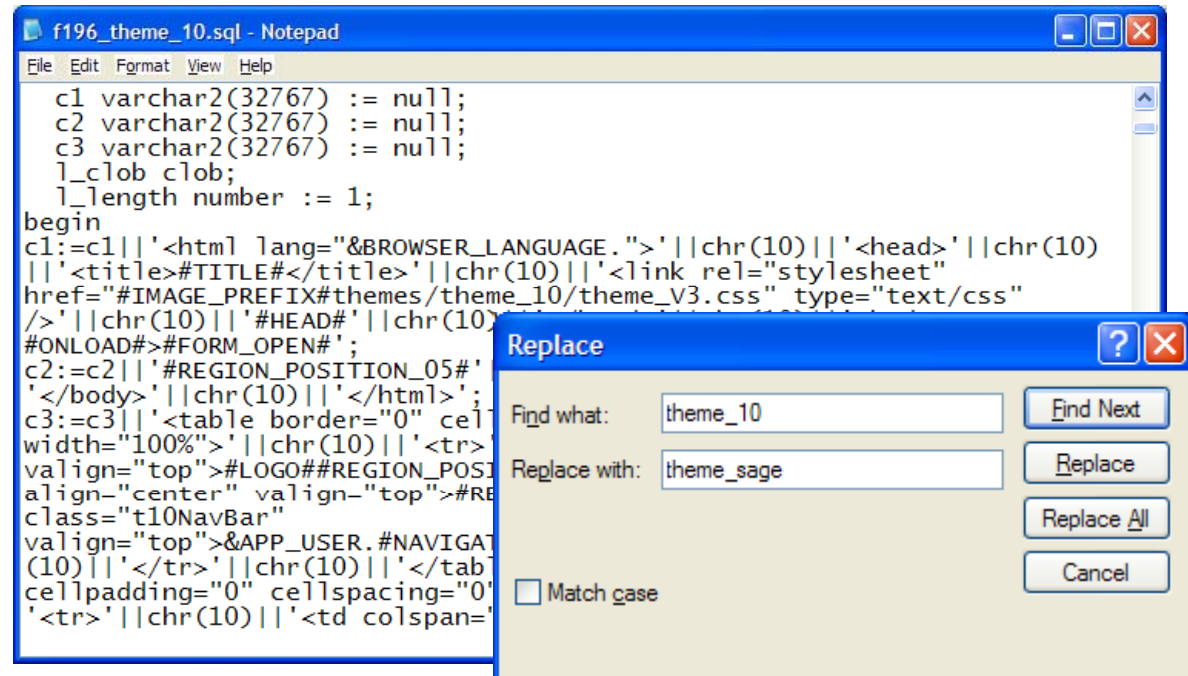 f196_theme_10.sql - Notepad
File Edit Format View Help
c1 varchar2(32767) := null;
c2 varchar2(32767) := null;
c3 varchar2(32767) := null;
l_clob clob;
l_length number := 1;
begin
c1:=c1||'<html lang="&BROWSER_LANGUAGE.">'||chr(10)||'<head>'||chr(10)
||'<title>#TITLE#</title>'||chr(10)||'<link rel="stylesheet"
href="#IMAGE_PREFIX#themes/theme_10/theme_V3.css" type="text/css"
/>'||chr(10)||'#HEAD#'||chr(10)
#ONLOAD#>#FORM_OPEN#';
c2:=c2||'#REGION_POSITION_05#'|
'</body>'||chr(10)||'</html>';
c3:=c3||'<table border="0" cell
width="100%">'||chr(10)||'<tr>'
valign="top">#LOGO##REGION_POSI
align="center" valign="top">#RE
class="t10NavBar"
valign="top">&APP_USER.#NAVIGAT
(10)||'</tr>'||chr(10)||'</tabl
cellpadding="0" cellspacing="0"
'<tr>'||chr(10)||'<td colspan="
Replace
Find what: theme_10 Find Next
Replace with: theme_sage Replace
Replace All
Cancel
Match case